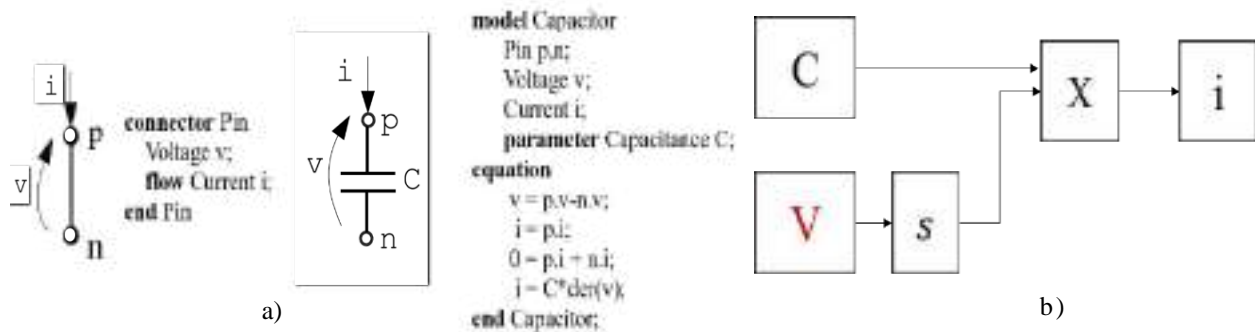 i
p
v
n
connector Pin
Voltage v;
flow Current i;
end Pin
i
p
v
C
n
a)
model Capacitor
Pin p,n;
Voltage v;
Current i;
parameter Capacitance C;
equation
v = p.v-n.v;
i = p.i;
0 = p.i + n.i;
i = C*der(v);
end Capacitor;
C
X
i
V
s
b)